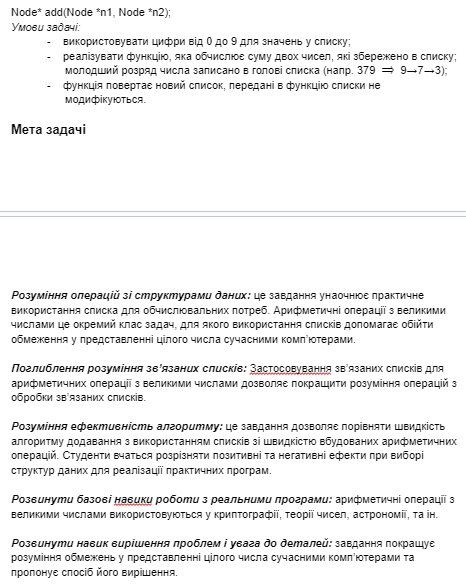 Node* add(Node *n1, Node *n2);
Умови задачі:
- використовувати цифри від 0 до 9 для значень у списку;
- реалізувати функцію, яка обчислює суму двох чисел, які збережено в списку;
молодший розряд числа записано в голові списка (напр. 379 ⟹ 9→7→3);
- функція повертає новий список, передані в функцію списки не
модифікуються.
Мета задачі
Розуміння операцій зі структурами даних: це завдання унаочнює практичне
використання списка для обчислювальних потреб. Арифметичні операції з великими
числами це окремий клас задач, для якого використання списків допомагає обійти
обмеження у представленні цілого числа сучасними комп'ютерами.
Поглиблення розуміння зв'язаних списків: Застосовування зв'язаних списків для
арифметичних операції з великими числами дозволяє покращити розуміння операцій з
обробки зв'язаних списків.
Розуміння ефективність алгоритму: це завдання дозволяє порівняти швидкість
алгоритму додавання з використанням списків зі швидкістю вбудованих арифметичних
операцій. Студенти вчаться розрізняти позитивні та негативні ефекти при виборі
структур даних для реалізації практичних програм.
Розвинути базові навики роботи з реальними програми: арифметичні операції з
великими числами використовуються у криптографії, теорії чисел, астрономії, та ін.
Розвинути навик вирішення проблем і увага до деталей: завдання покращує
розуміння обмежень у представленні цілого числа сучасними комп'ютерами та
пропонує спосіб його вирішення.